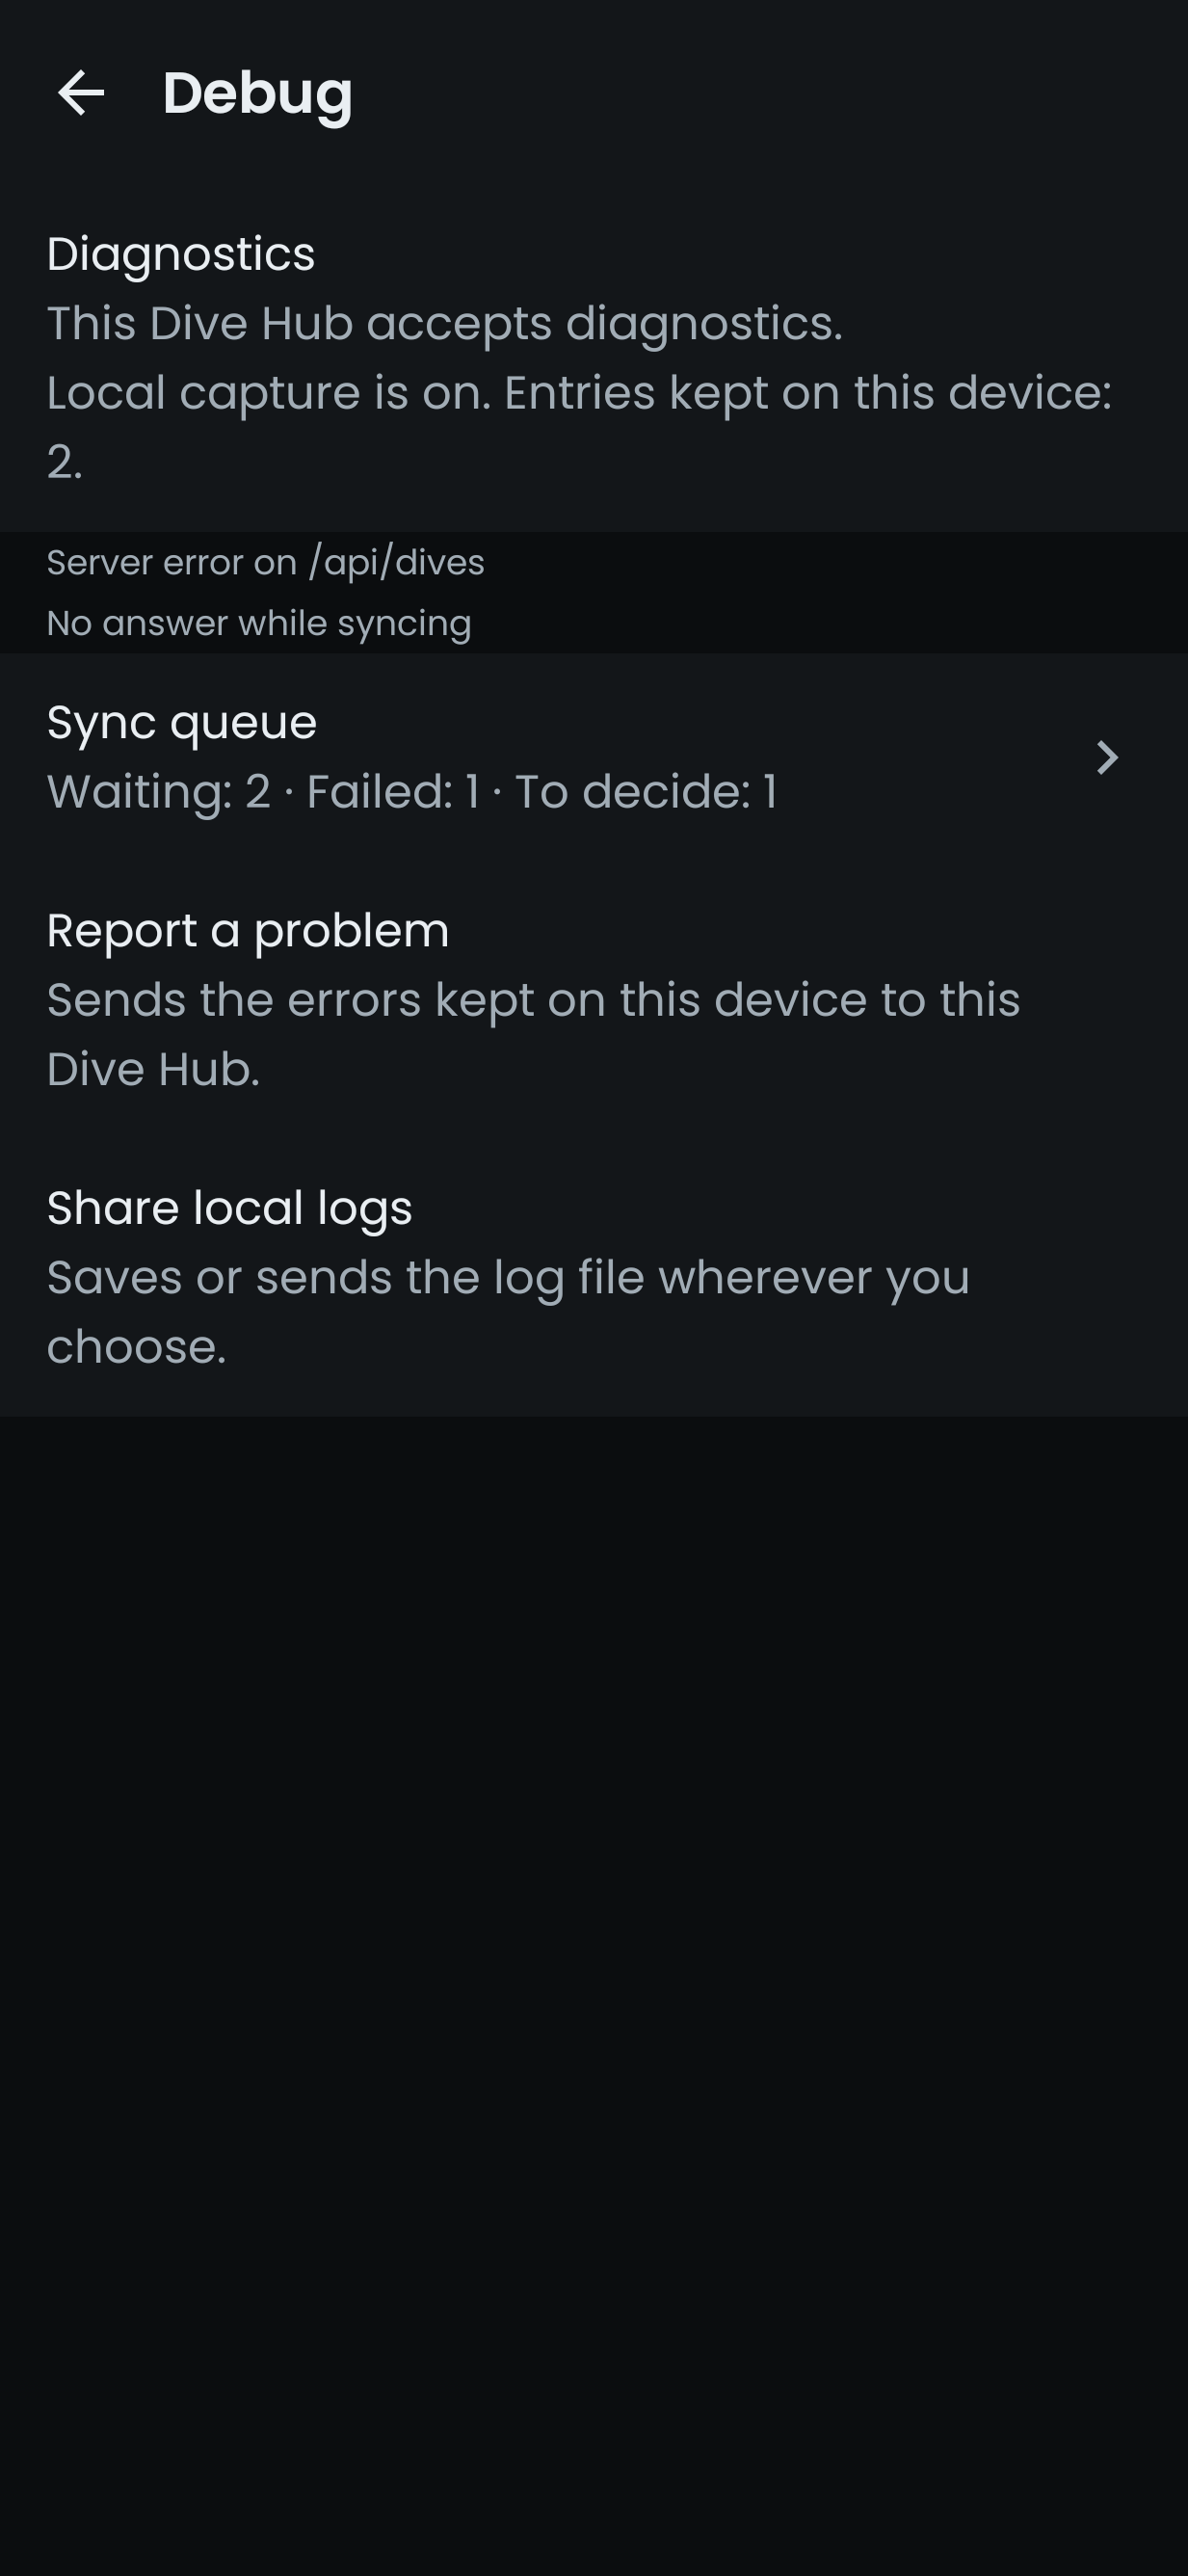 Debug
Diagnostics
This Dive Hub accepts diagnostics.
Local capture is on. Entries kept on this device:
2.
Server error on /api/dives
No answer while syncing
Sync queue
Waiting: 2 · Failed: 1 · To decide: 1
Report a problem
Sends the errors kept on this device to this
Dive Hub.
Share local logs
Saves or sends the log file wherever you
choose.